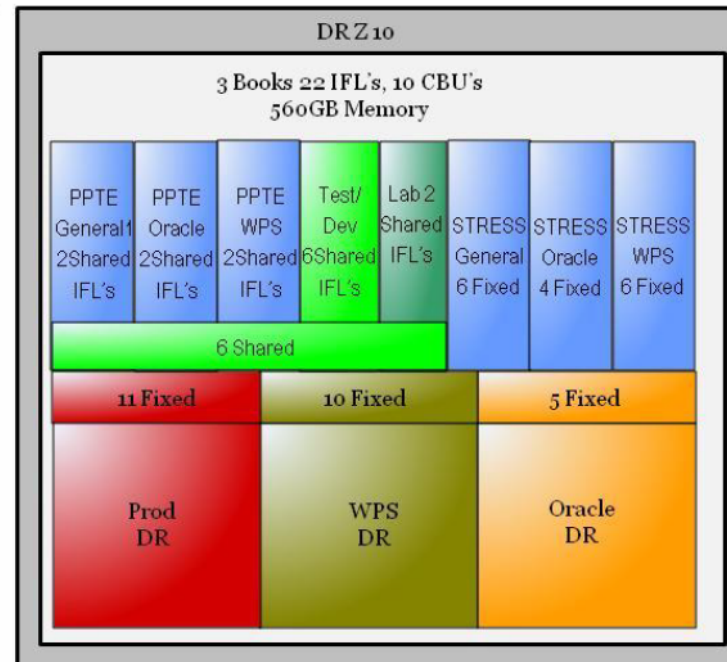 DR Z 10
3 Books 22 IFL's, 10 CBU's
560GB Memory
PPTE
General1
2Shared
IFL's
PPTE
Oracle
2Shared
IFL's
PPTE
WPS
2Shared
IFL's
Test/
Dev
6Shared
IFL's
Lab 2
Shared
IFL's
STRESS
General
6 Fixed
STRESS
Oracle
4 Fixed
STRESS
WPS
6 Fixed
6 Shared
11 Fixed
10 Fixed
5 Fixed
Prod
DR
WPS
DR
Oracle
DR